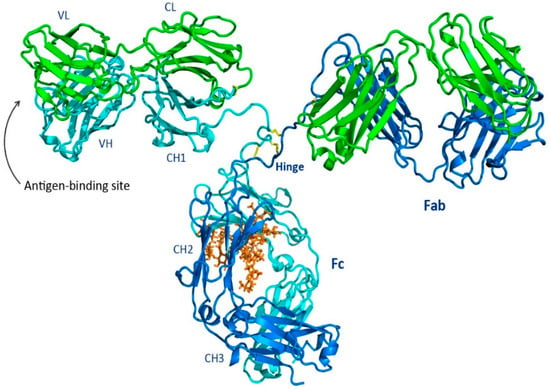 VL
CL
VH
CH1
Antigen-binding site
Hinge
Fab
CH2
Fc
CH3